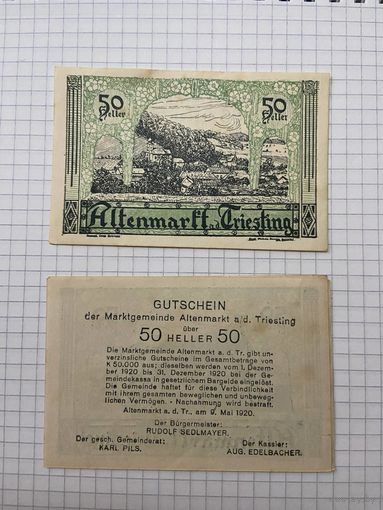 50
Heller
50
Heller
Altenmarkt a.d. Triesting
GUTSCHEIN
der Marktgemeinde Altenmarkt a/d. Triesting
über
50 HELLER 50
Die Marktgemeinde Altenmarkt a. d. Tr. gibt un-
verzinsliche Gutscheine im Gesamtbetrage von
K 50.000 aus; dieselben werden vom 1. Dezem-
ber 1920 bis 31. Dezember 1920 bei der Ge-
meindekassa in gesetzlichem Bargelde eingelöst.
Die Gemeinde haftet für diese Verbindlichkeit
mit ihrem gesamten beweglichen und unbeweg-
lichen Vermögen. - Nachahmung wird bestraft.
Altenmarkt a. d. Tr., am 9. Mai 1920.
Der Bürgermeister:
RUDOLF SEDLMAYER.
Der gesch. Gemeinderat:
KARL PILS.
Der Kassier:
AUG. EDELBACHER.